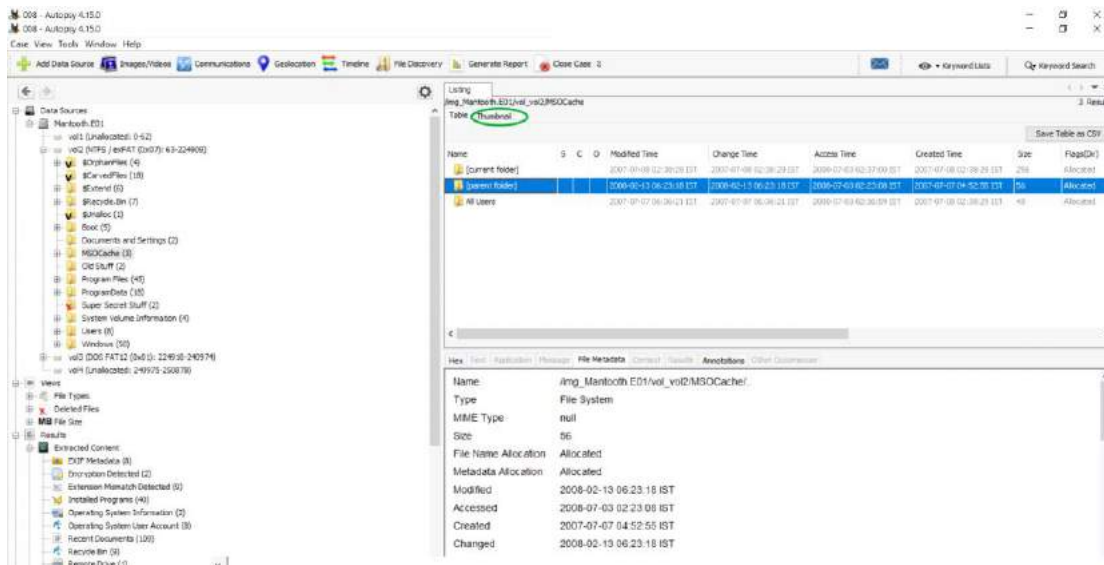 008 - Autopsy 4.15.0
008 - Autopsy 4.15.0
Case View Tools Window Help
Add Data Source Images/Videos Communications Geolocation Timeline File Discovery Generate Report Close Case Keyword Lists Keyword Search
Listing
/img_Mantooth.E01/vol_vol2/MSOCache
3 Resu
Table Thumbnail
Save Table as CSV
Name S C O Modified Time Change Time Access Time Created Time Size Flags(Dir)
[current folder] 2007-07-08 02:38:29 IST 2007-07-08 02:38:29 IST 2008-07-03 02:37:00 IST 2007-07-08 02:38:29 IST 256 Allocated
[parent folder] 2008-02-13 06:23:18 IST 2008-02-13 06:23:18 IST 2008-07-03 02:23:08 IST 2007-07-07 04:52:55 IST 56 Allocated
All Users 2007-07-07 06:06:21 IST 2007-07-07 06:06:21 IST 2008-07-03 02:36:59 IST 2007-07-08 02:38:29 IST 48 Allocated
Data Sources
Mantooth.E01
vol1 (Unallocated: 0-62)
vol2 (NTFS / exFAT (0x07): 63-224909)
$OrphanFiles (4)
$CarvedFiles (18)
$Extend (6)
$Recycle.Bin (7)
$Unalloc (1)
Boot (5)
Documents and Settings (2)
MSOCache (3)
Old Stuff (2)
Program Files (45)
ProgramData (18)
Super Secret Stuff (2)
System Volume Information (4)
Users (8)
Windows (50)
vol3 (DOS FAT12 (0x01): 224910-249974)
vol4 (Unallocated: 249975-250878)
Views
File Types
Deleted Files
MB File Size
Results
Extracted Content
EXIF Metadata (8)
Encryption Detected (2)
Extension Mismatch Detected (9)
Installed Programs (40)
Operating System Information (2)
Operating System User Account (8)
Recent Documents (109)
Recycle Bin (9)
Hex Text Application Message File Metadata Context Results Annotations Other Occurrences
Name /img_Mantooth.E01/vol_vol2/MSOCache/..
Type File System
MIME Type null
Size 56
File Name Allocation Allocated
Metadata Allocation Allocated
Modified 2008-02-13 06:23:18 IST
Accessed 2008-07-03 02:23:08 IST
Created 2007-07-07 04:52:55 IST
Changed 2008-02-13 06:23:18 IST